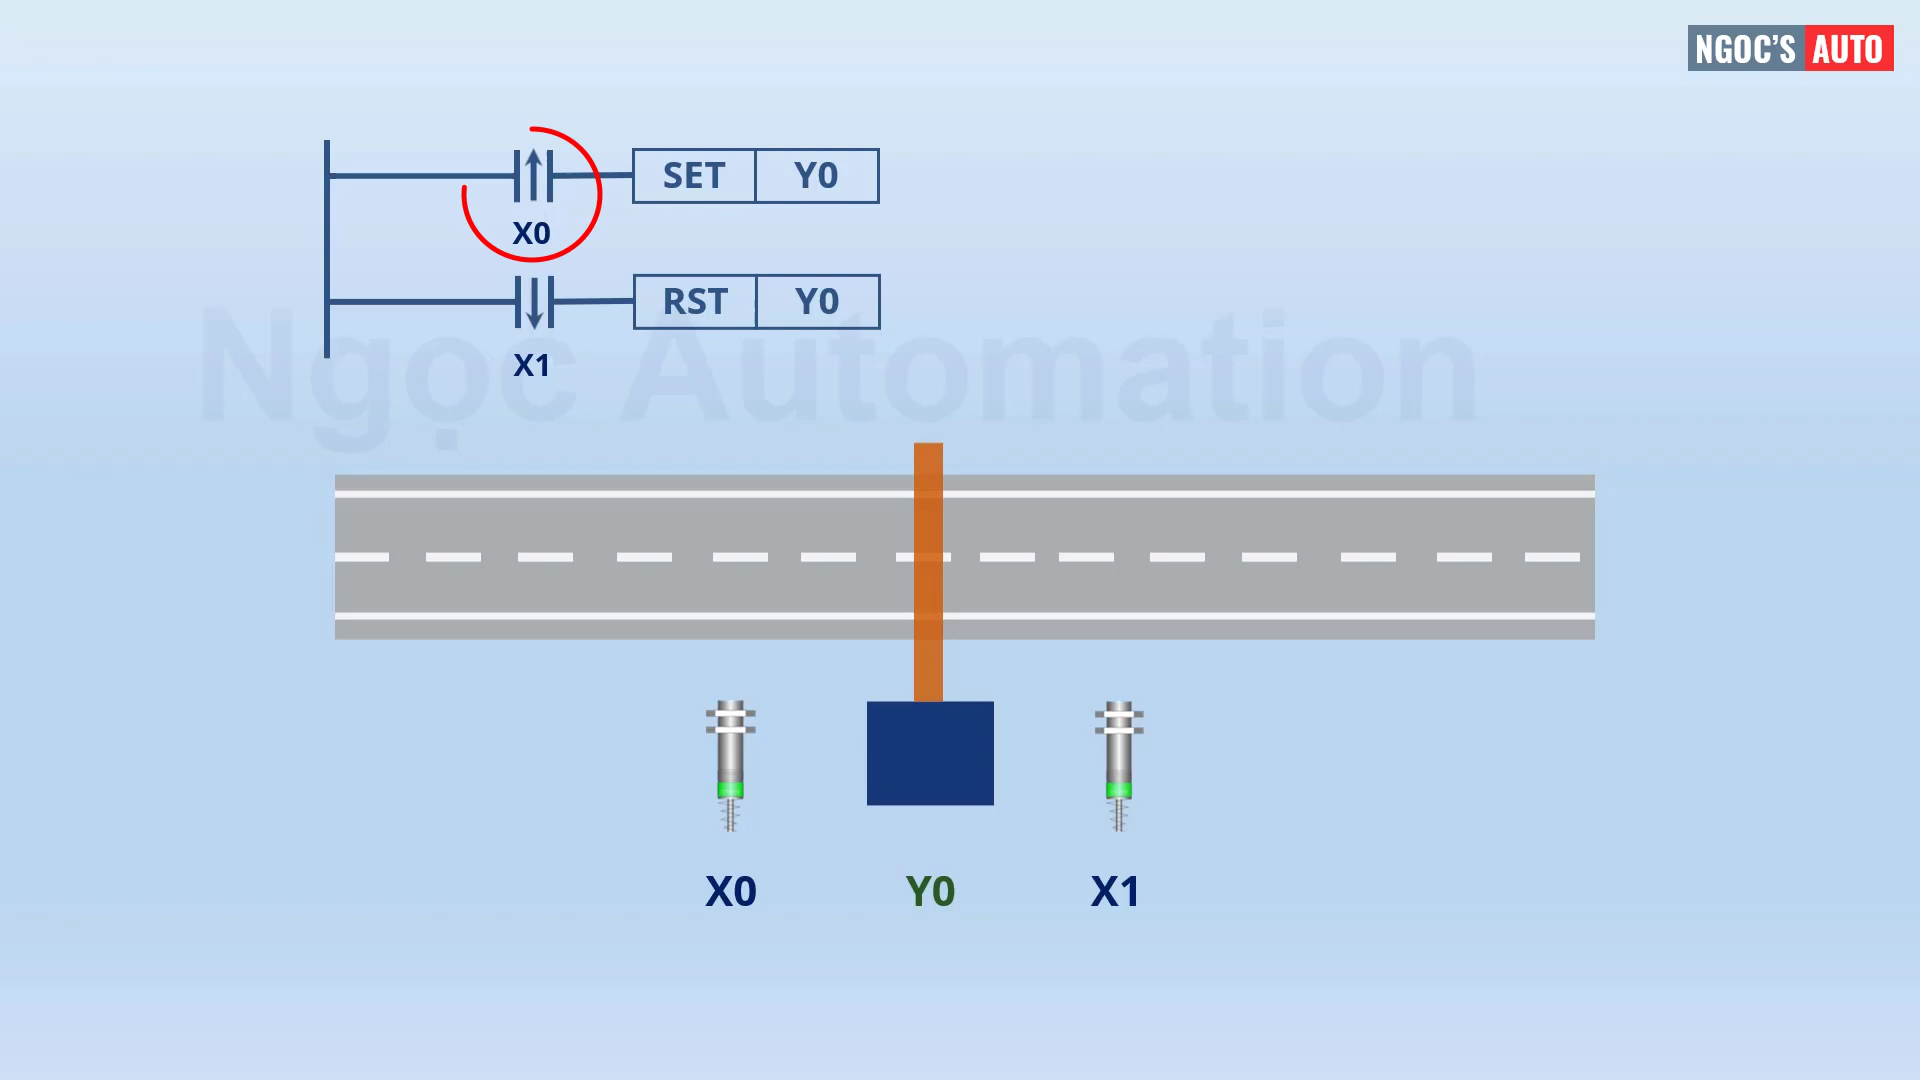 NGOC'S AUTO
SET Y0
X0
RST Y0
X1
Ngọc Automation
X0 Y0 X1